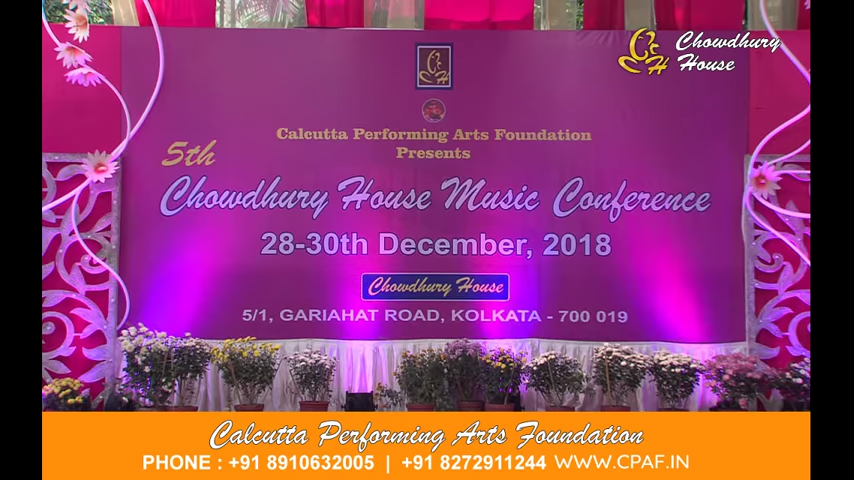 Chowdhury
House
Calcutta Performing Arts Foundation
Presents
5th
Chowdhury House Music Conference
28-30th December, 2018
Chowdhury House
5/1, GARIAHAT ROAD, KOLKATA - 700 019
Calcutta Performing Arts Foundation
PHONE : +91 8910632005 | +91 8272911244 WWW.CPAF.IN